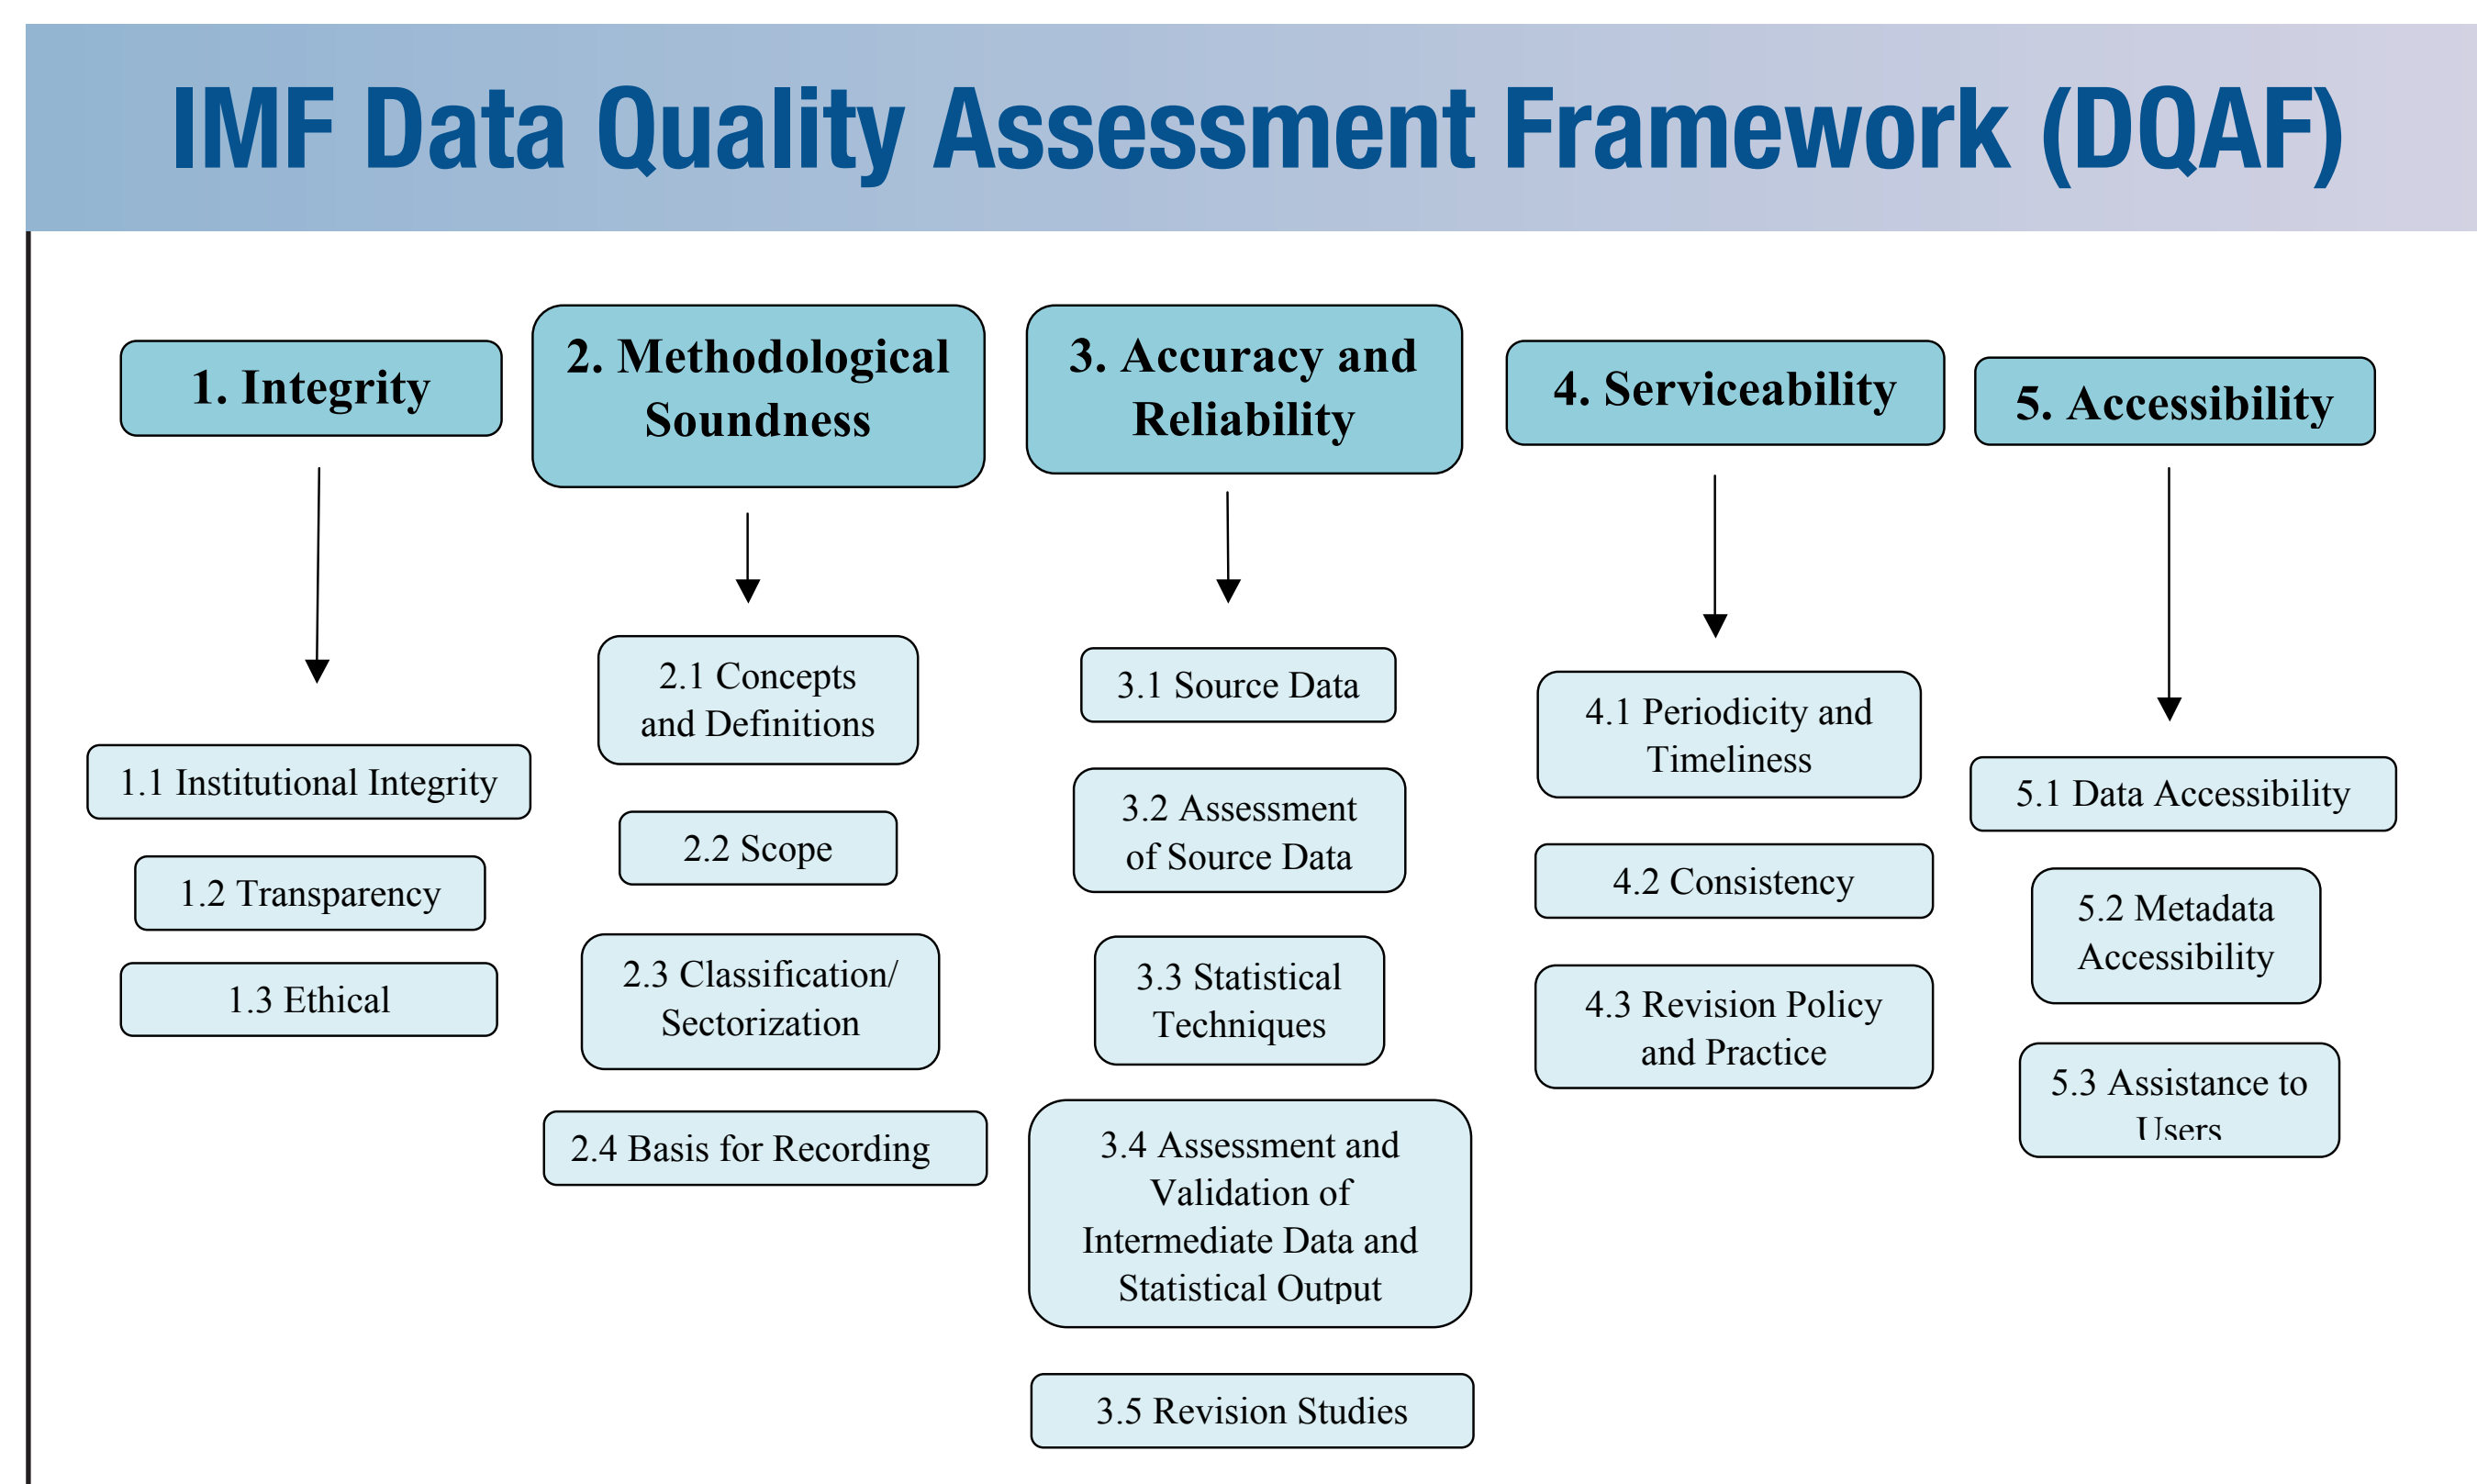 IMF Data Quality Assessment Framework (DQAF)
1. Integrity
1.1 Institutional Integrity
1.2 Transparency
1.3 Ethical
2. Methodological
Soundness
2.1 Concepts
and Definitions
2.2 Scope
2.3 Classification/
Sectorization
2.4 Basis for Recording
3. Accuracy and
Reliability
3.1 Source Data
3.2 Assessment
of Source Data
3.3 Statistical
Techniques
3.4 Assessment and
Validation of
Intermediate Data and
Statistical Output
3.5 Revision Studies
4. Serviceability
4.1 Periodicity and
Timeliness
4.2 Consistency
4.3 Revision Policy
and Practice
5. Accessibility
5.1 Data Accessibility
5.2 Metadata
Accessibility
5.3 Assistance to
Users